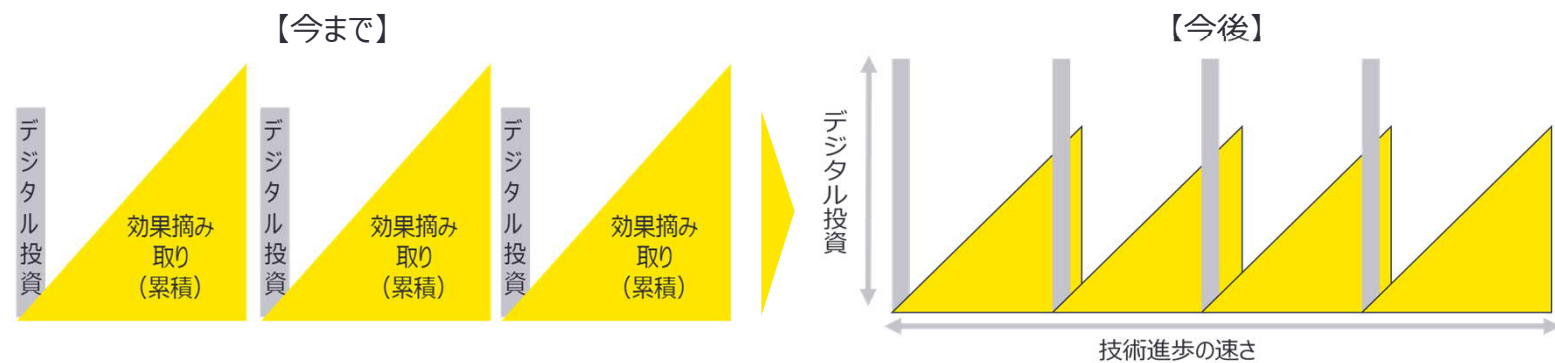 【今まで】
デジタル投資
効果摘み
取り
（累積）
デジタル投資
効果摘み
取り
（累積）
デジタル投資
効果摘み
取り
（累積）
【今後】
デジタル投資
技術進歩の速さ